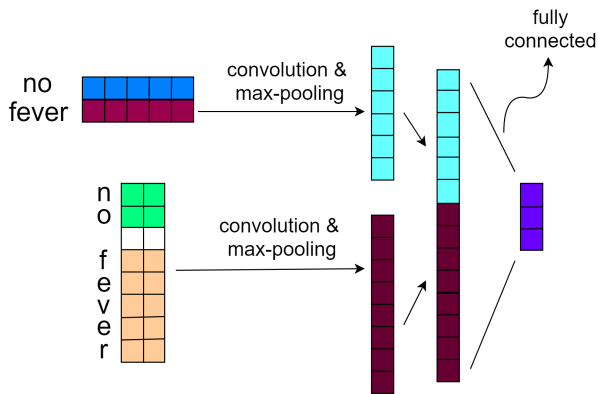 fully
connected
no
fever
convolution &
max-pooling
n
o
f
e
v
e
r
convolution &
max-pooling